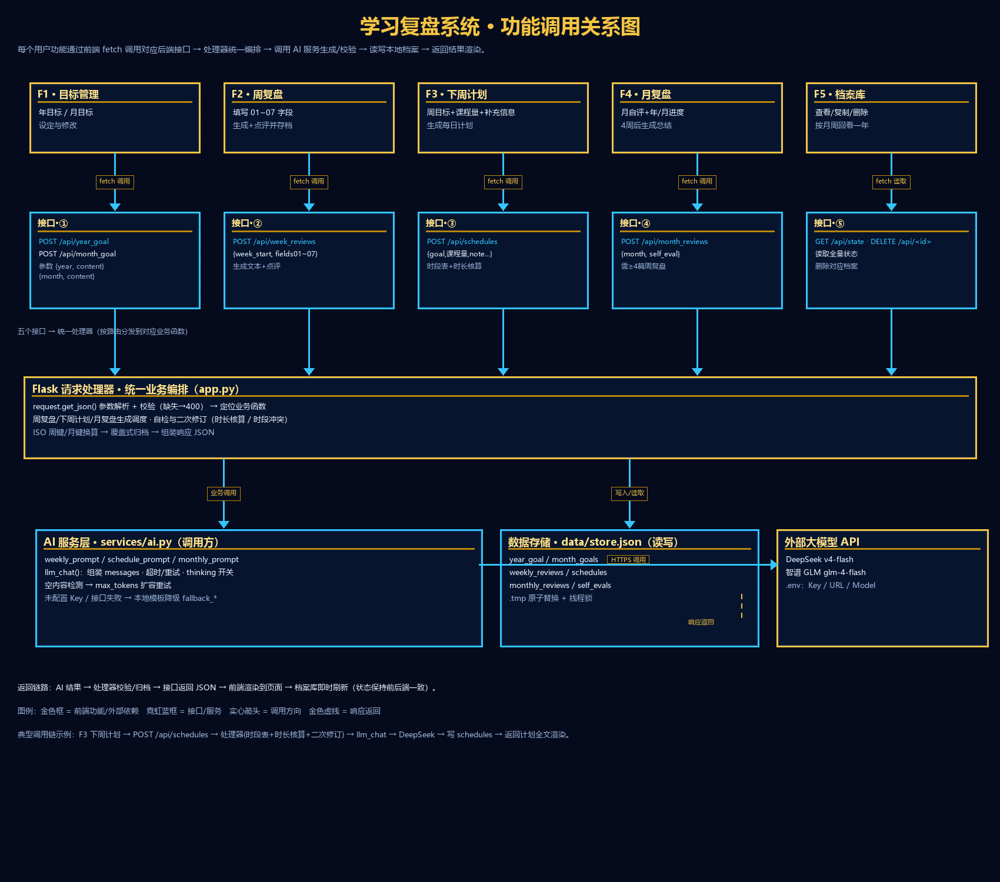 学习复盘系统 • 功能调用关系图
每个用户功能通过前端 fetch 调用对应后端接口 → 处理器统一编排 → 调用 AI 服务生成/校验 → 读写本地档案 → 返回结果渲染。
F1 • 目标管理
年目标 / 月目标
设定与修改
F2 • 周复盘
填写 01~07 字段
生成+点评并存档
F3 • 下周计划
周目标+课程量+补充信息
生成每日计划
F4 • 月复盘
月自评+年/月进度
4周后生成总结
F5 • 档案库
查看/复制/删除
按月周回看一年
fetch 调用
fetch 调用
fetch 调用
fetch 调用
fetch 读取
接口•①
POST /api/year_goal
POST /api/month_goal
参数 {year, content}
{month, content}
接口•②
POST /api/week_reviews
{week_start, fields01~07}
生成文本+点评
接口•③
POST /api/schedules
{goal,课程量,note...}
时段表+时长核算
接口•④
POST /api/month_reviews
{month, self_eval}
需≥4篇周复盘
接口•⑤
GET /api/state · DELETE /api/<id>
读取全量状态
删除对应档案
五个接口 → 统一处理器（按路由分发到对应业务函数）
Flask 请求处理器 • 统一业务编排（app.py）
request.get_json() 参数解析 + 校验（缺失→400） → 定位业务函数
周复盘/下周计划/月复盘生成调度 · 自检与二次修订（时长核算 / 时段冲突）
ISO 周键/月键换算 → 覆盖式归档 → 组装响应 JSON
业务调用
写入/读取
AI 服务层 • services/ai.py（调用方）
weekly_prompt / schedule_prompt / monthly_prompt
llm_chat()：组装 messages · 超时/重试 · thinking 开关
空内容检测 → max_tokens 扩容重试
未配置 Key / 接口失败 → 本地模板降级 fallback_*
数据存储 • data/store.json（读写）
year_goal / month_goals
HTTPS 调用
weekly_reviews / schedules
monthly_reviews / self_evals
.tmp 原子替换 + 线程锁
响应返回
外部大模型 API
DeepSeek v4-flash
智谱 GLM glm-4-flash
.env：Key / URL / Model
返回链路：AI 结果 → 处理器校验/归档 → 接口返回 JSON → 前端渲染到页面 → 档案库即时刷新（状态保持前后端一致）。
图例：金色框 = 前端功能/外部依赖　霓虹蓝框 = 接口/服务　实心箭头 = 调用方向　金色虚线 = 响应返回
典型调用链示例：F3 下周计划 → POST /api/schedules → 处理器(时段表+时长核算+二次修订) → llm_chat → DeepSeek → 写 schedules → 返回计划全文渲染。